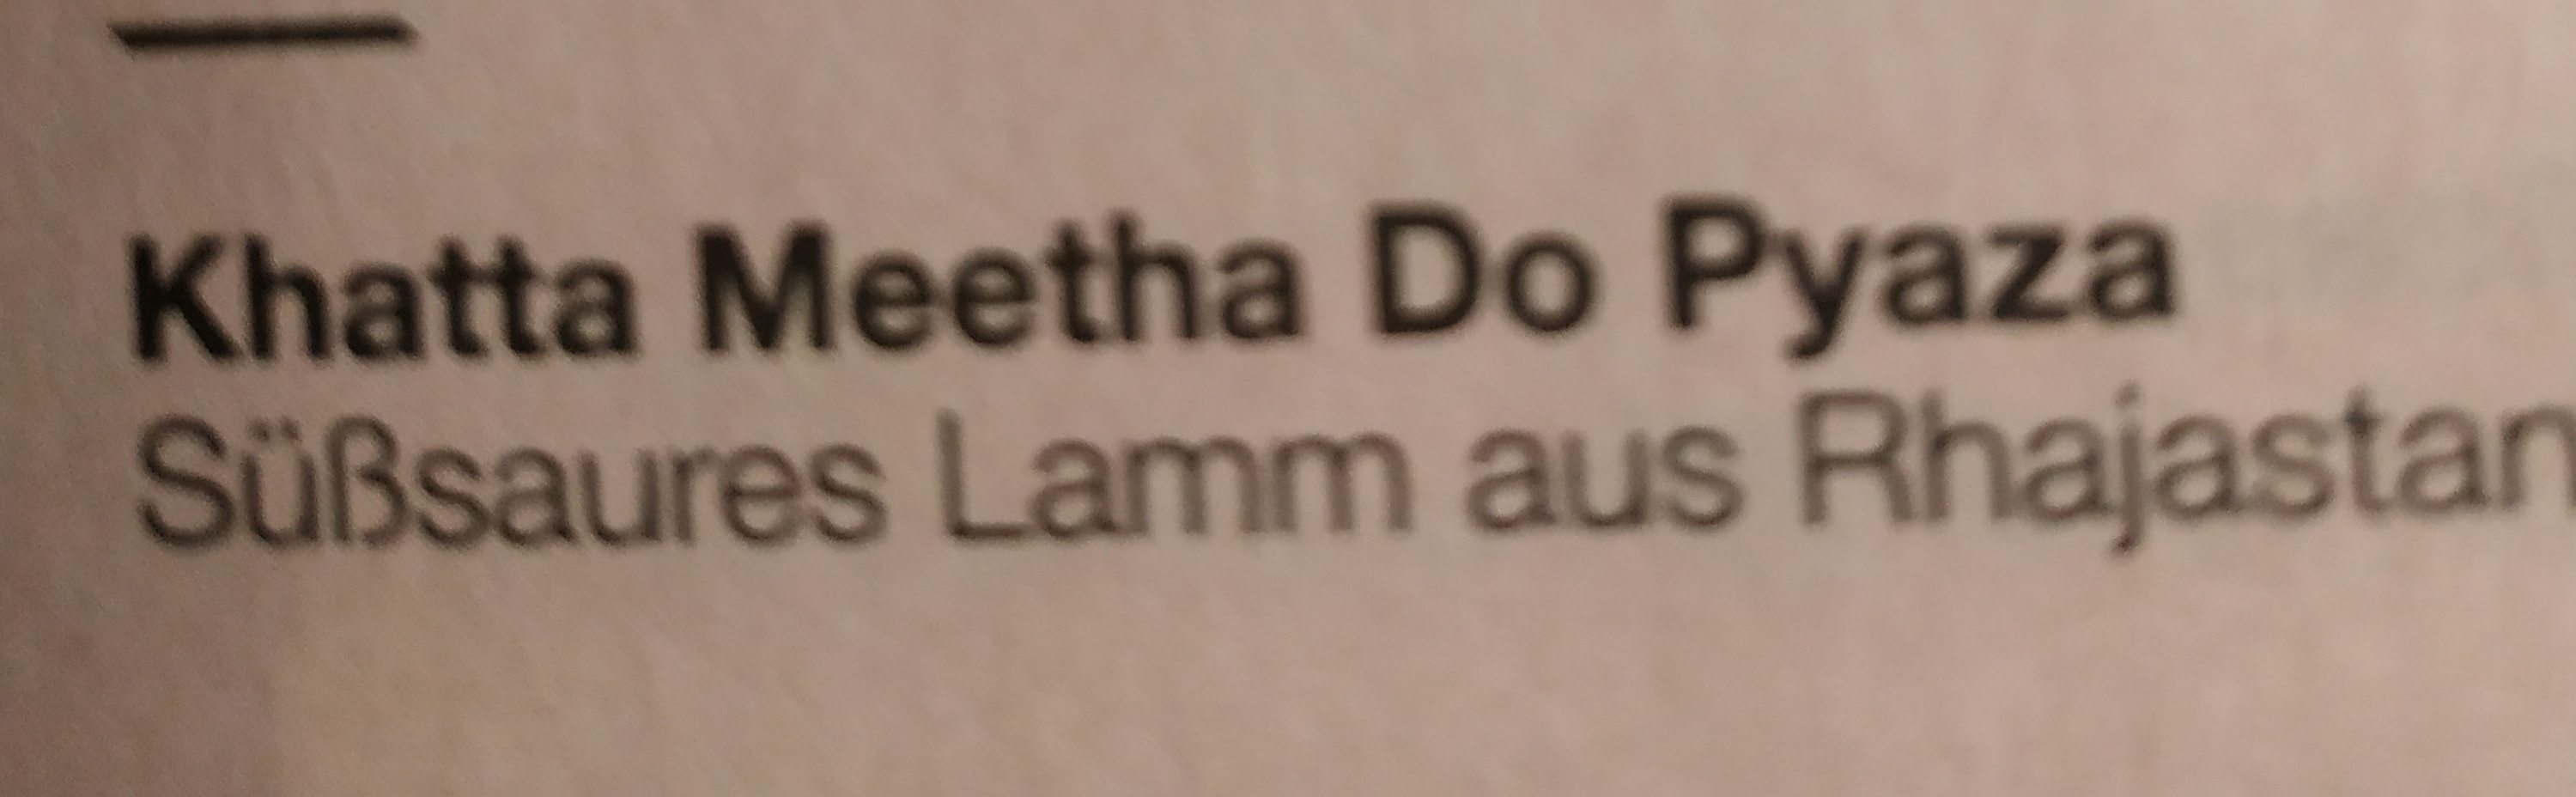 Khatta Meetha Do Pyaza
Süßsaures Lamm aus Rhajastan